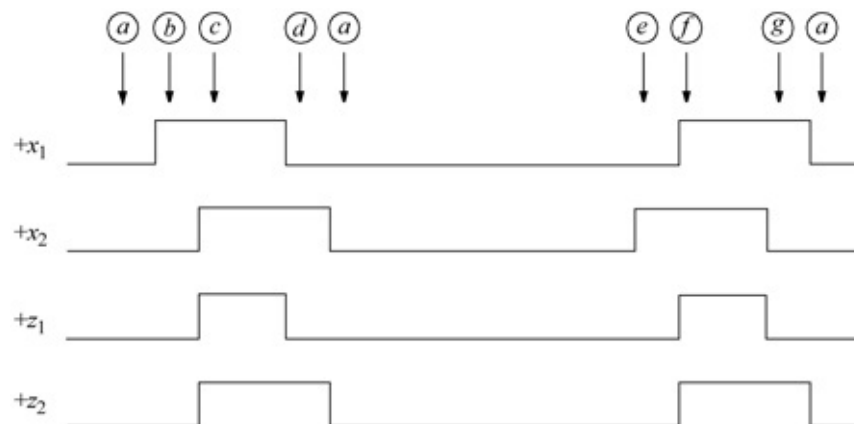 a b c d a e f g a
+x₁
+x₂
+z₁
+z₂